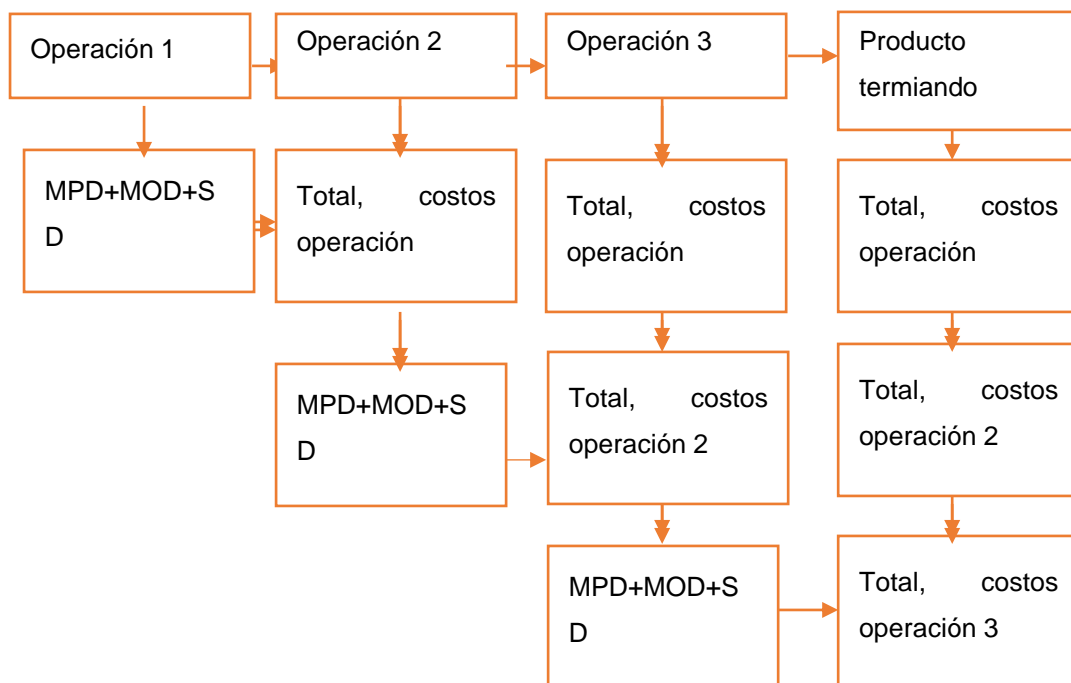 Operación 1
Operación 2
Operación 3
Producto
termiando
MPD+MOD+S
D
Total, costos
operación
Total, costos
operación
Total, costos
operación
MPD+MOD+S
D
Total, costos
operación 2
Total, costos
operación 2
MPD+MOD+S
D
Total, costos
operación 3